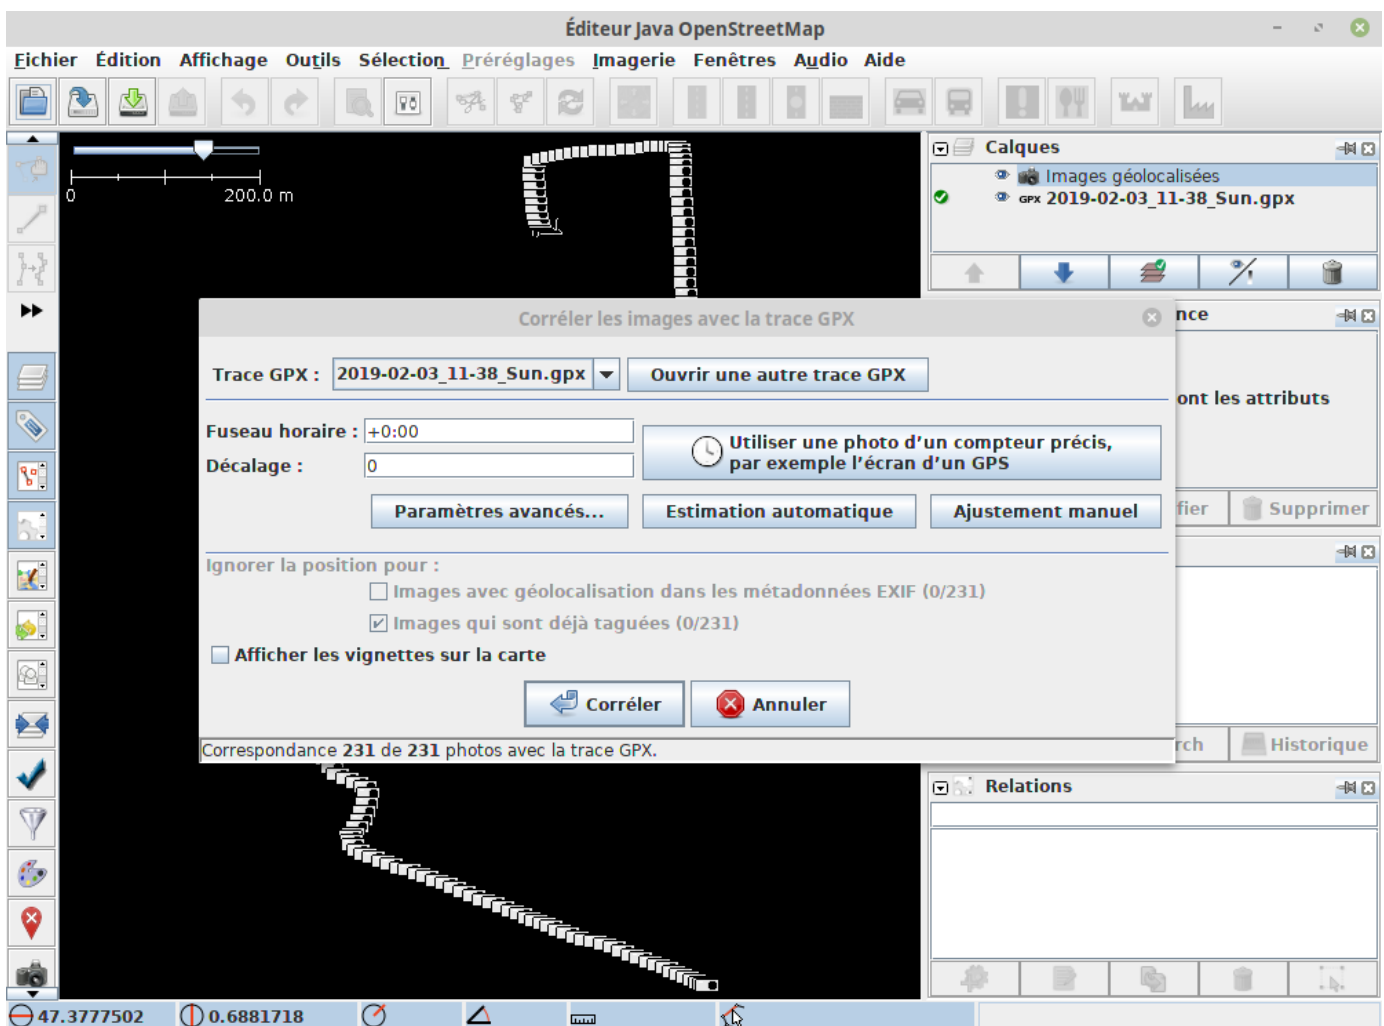 Éditeur Java OpenStreetMap
Fichier Édition Affichage Outils Sélection Préréglages Imagerie Fenêtres Audio Aide
0
200.0 m
Calques
Images géolocalisées
GPX 2019-02-03_11-38_Sun.gpx
Corréler les images avec la trace GPX
nce
Trace GPX : 2019-02-03_11-38_Sun.gpx Ouvrir une autre trace GPX
ont les attributs
Fuseau horaire : +0:00
Décalage : 0
Utiliser une photo d'un compteur précis,
par exemple l'écran d'un GPS
Paramètres avancés... Estimation automatique Ajustement manuel
fier Supprimer
Ignorer la position pour :
Images avec géolocalisation dans les métadonnées EXIF (0/231)
Images qui sont déjà taguées (0/231)
Afficher les vignettes sur la carte
Corréler Annuler
Correspondance 231 de 231 photos avec la trace GPX.
rch Historique
Relations
47.3777502 0.6881718